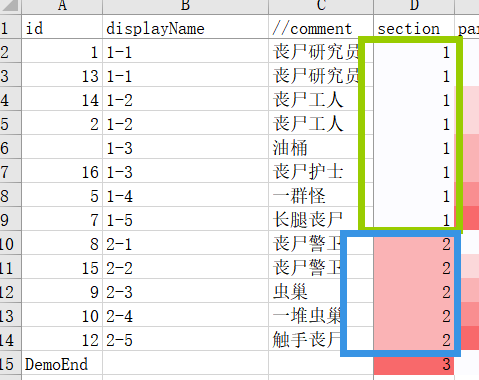 A B C D
1 id displayName //comment section par
2 1 1-1 丧尸研究员 1
3 13 1-1 丧尸研究员 1
4 14 1-2 丧尸工人 1
5 2 1-2 丧尸工人 1
6 1-3 油桶 1
7 16 1-3 丧尸护士 1
8 5 1-4 一群怪 1
9 7 1-5 长腿丧尸 1
10 8 2-1 丧尸警卫 2
11 15 2-2 丧尸警卫 2
12 9 2-3 虫巢 2
13 10 2-4 一堆虫巢 2
14 12 2-5 触手丧尸 2
15 DemoEnd 3